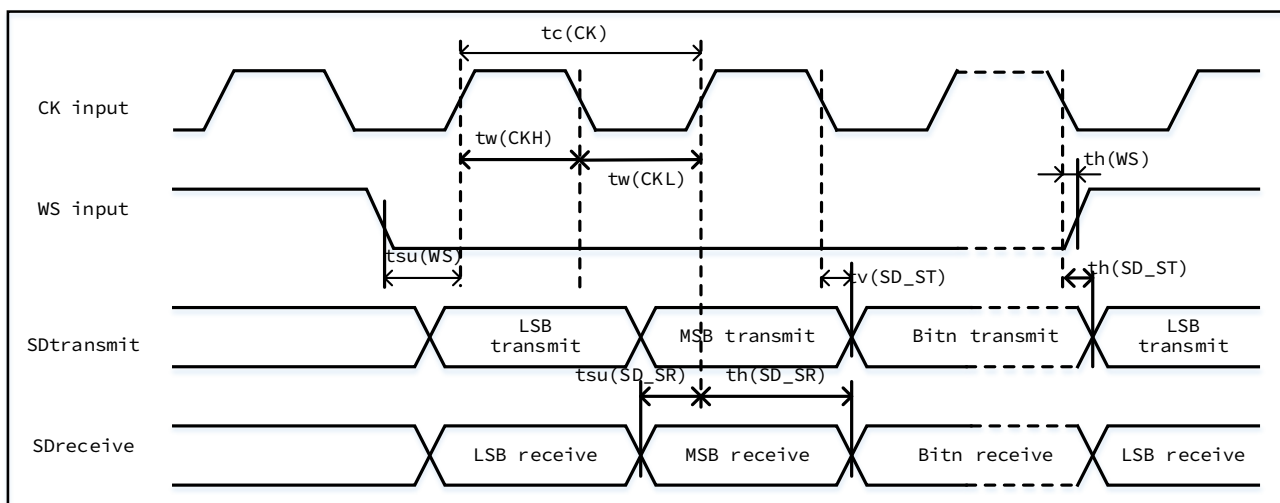 tc(CK)
CK input
tw(CKH)
tw(CKL)
th(WS)
WS input
tsu(WS)
tv(SD_ST)
th(SD_ST)
SDtransmit
LSB
transmit
MSB transmit
Bitn transmit
LSB
transmit
tsu(SD_SR)
th(SD_SR)
SDreceive
LSB receive
MSB receive
Bitn receive
LSB receive